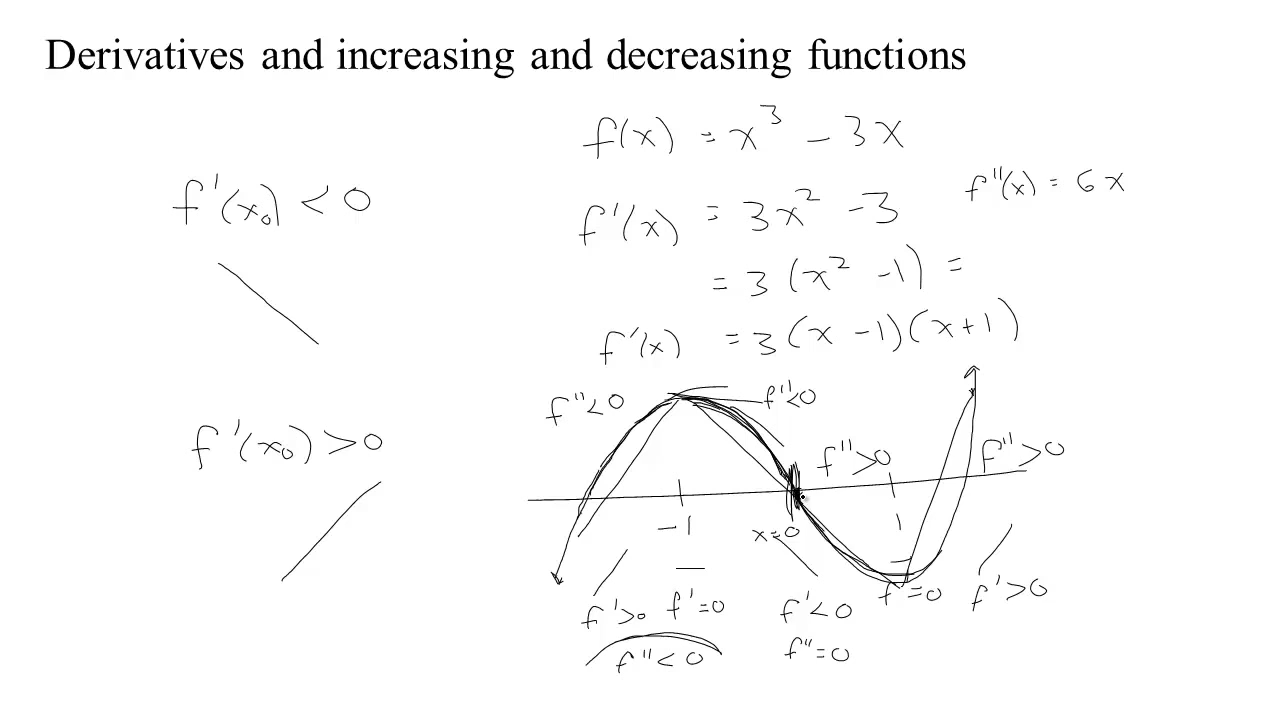 Derivatives and increasing and decreasing functions
f(x) = x³ - 3x
f''(x) = 6x
f'(x₀) < 0
f'(x) = 3x² - 3
= 3(x² - 1) =
f'(x) = 3(x - 1)(x + 1)
f''<0
f''<0
f'(x₀) > 0
f''>0
f''>0
-1
x=0
1
f'>0
f'=0
f'<0
f'=0
f'>0
f''<0
f''=0